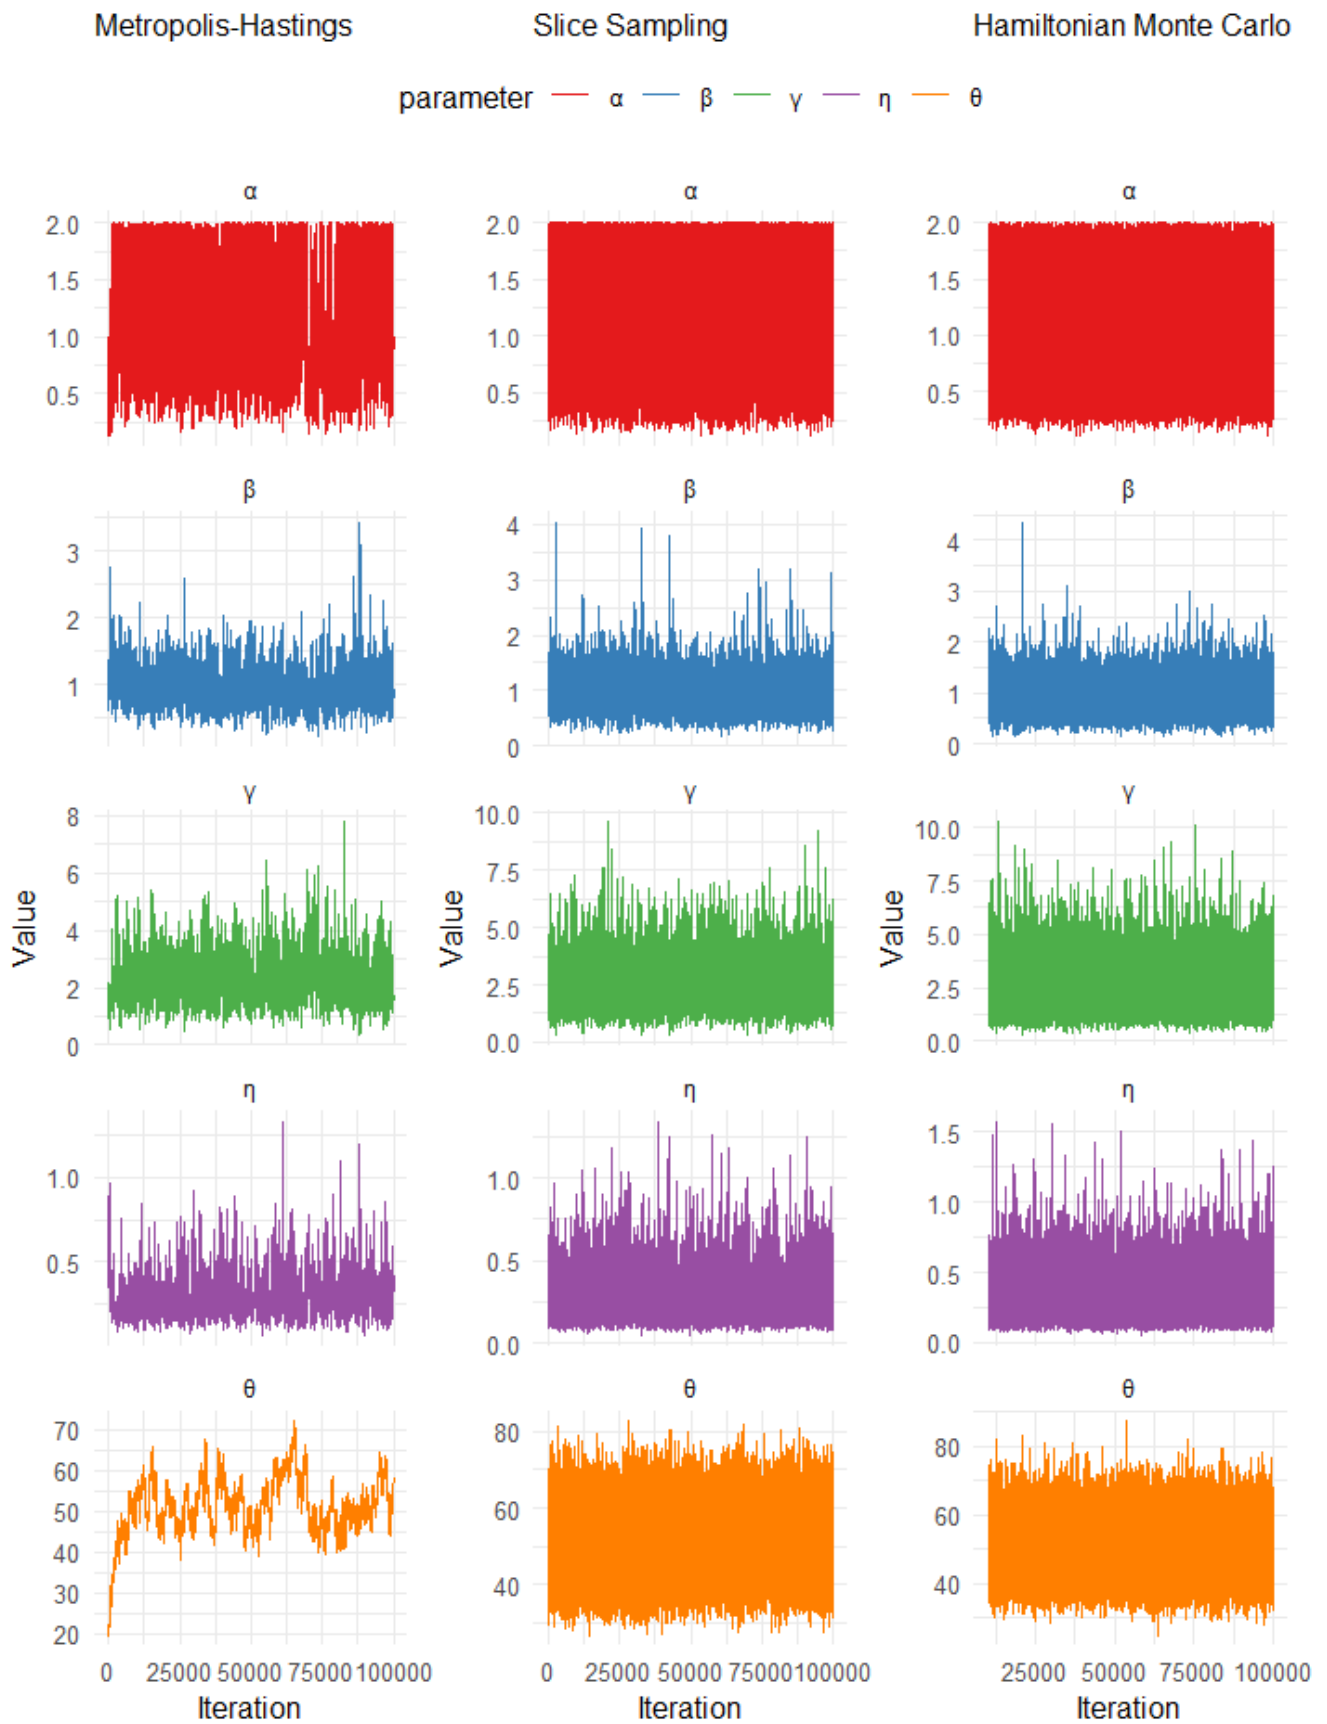 Metropolis-Hastings Slice Sampling Hamiltonian Monte Carlo
parameter α β γ η θ
α α α
2.0 2.0 2.0
1.5 1.5 1.5
1.0 1.0 1.0
0.5 0.5 0.5
β β β
3 4 4
2 3 3
1 2 2
1 1
0 0
γ γ γ
8 10.0 10.0
6 7.5 7.5
4 5.0 5.0
2 2.5 2.5
0 0.0 0.0
Value Value Value
η η η
1.0 1.0 1.5
0.5 0.5 1.0
0.0 0.5
0.0
θ θ θ
70 80 80
60 60 60
50 40 40
40
30
20
0 25000 50000 75000 100000 0 25000 50000 75000 100000 25000 50000 75000 100000
Iteration Iteration Iteration